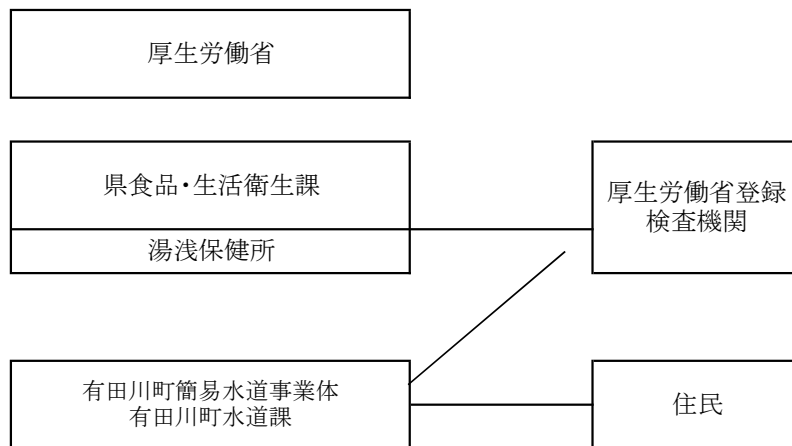 厚生労働省
県食品・生活衛生課
湯浅保健所
厚生労働省登録
検査機関
有田川町簡易水道事業体
有田川町水道課
住民